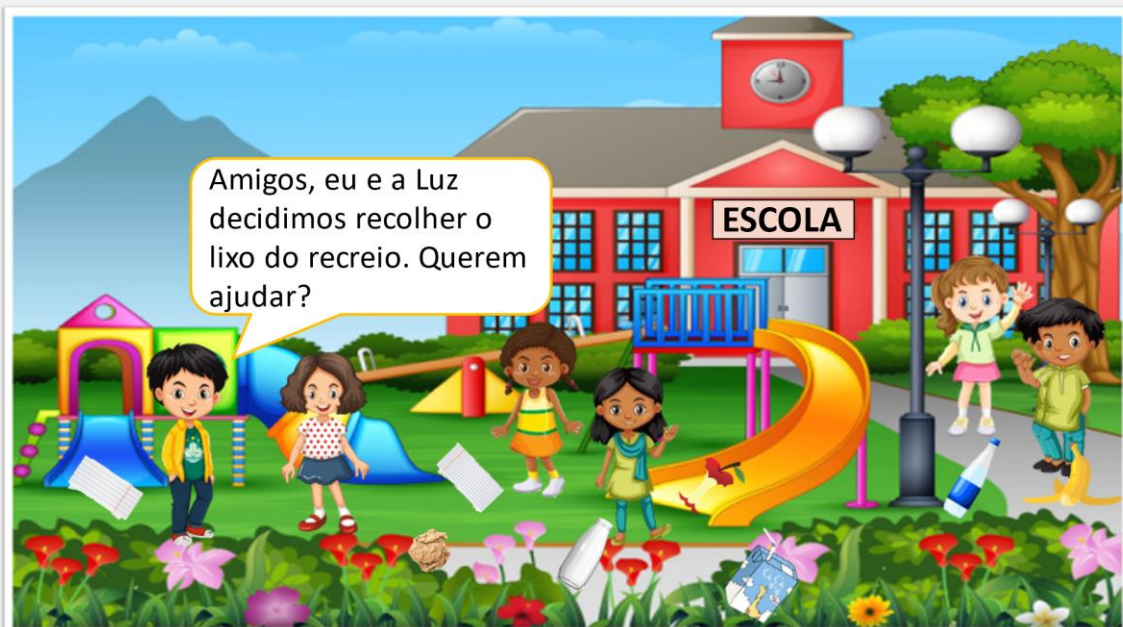 Amigos, eu e a Luz
decidimos recolher o
lixo do recreio. Querem
ajudar?
ESCOLA